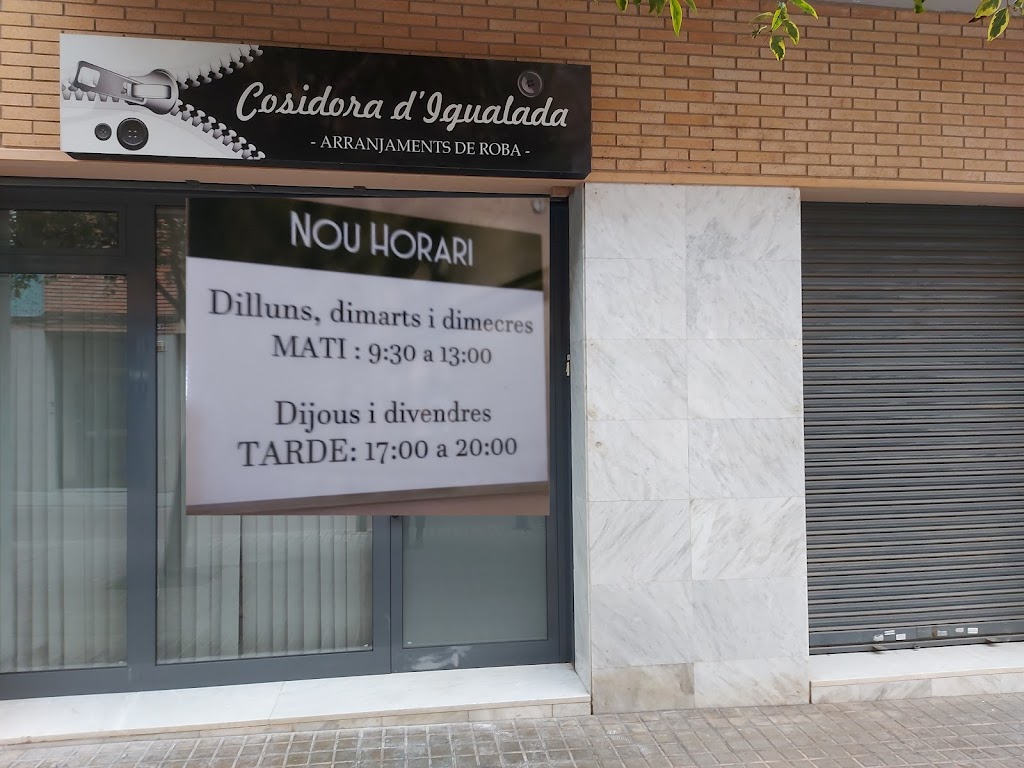 Cosidora d'Igualada
- ARRANJAMENTS DE ROBA -
NOU HORARI
Dilluns, dimarts i dimecres
MATI : 9:30 a 13:00
Dijous i divendres
TARDE: 17:00 a 20:00